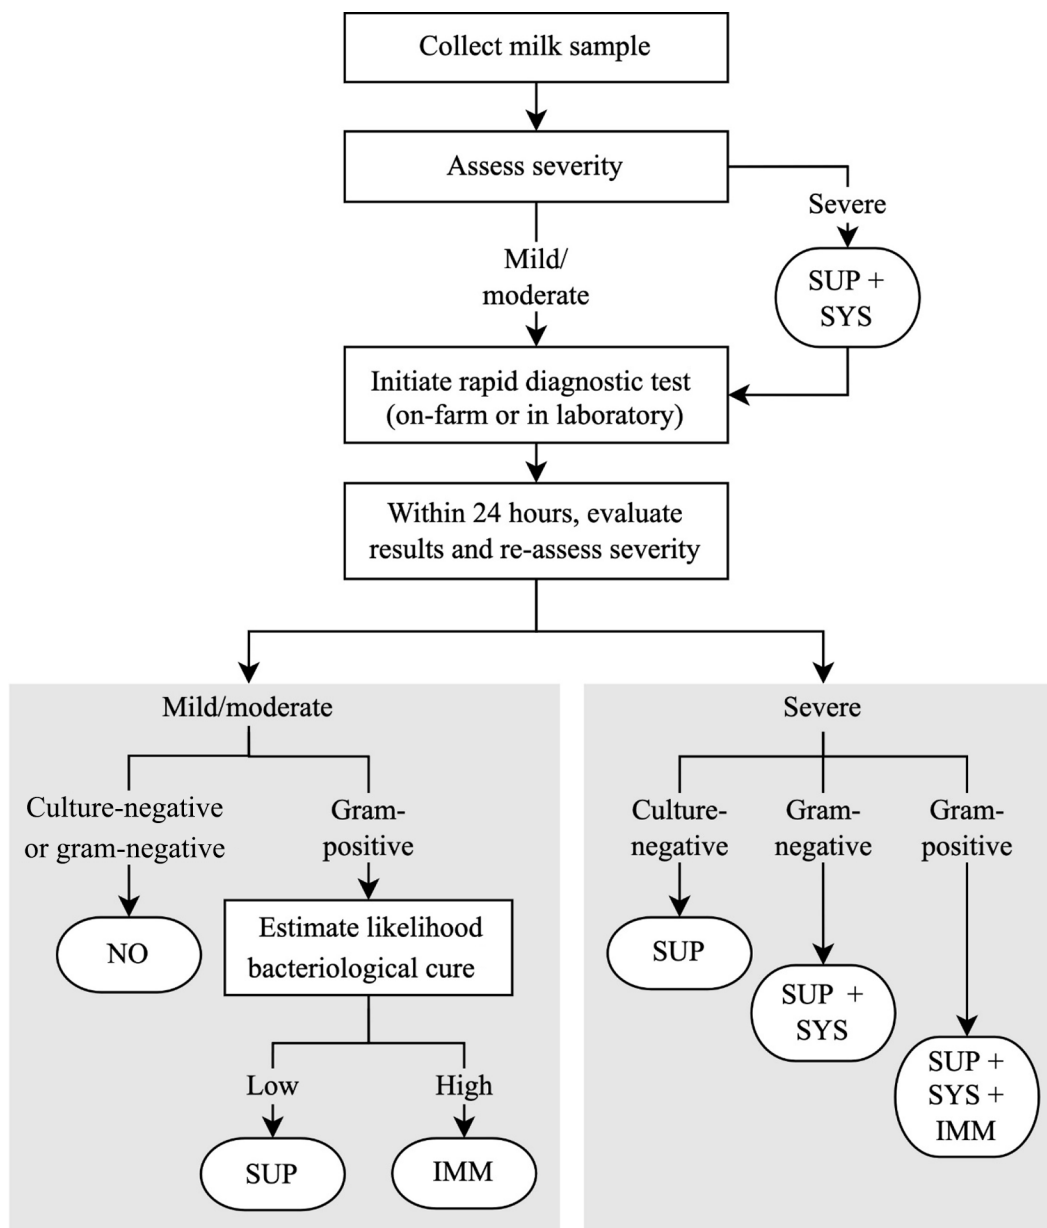 Collect milk sample
Assess severity
Severe
Mild/
moderate
SUP +
SYS
Initiate rapid diagnostic test
(on-farm or in laboratory)
Within 24 hours, evaluate
results and re-assess severity
Mild/moderate
Culture-negative
or gram-negative
Gram-
positive
NO
Estimate likelihood
bacteriological cure
Low
High
SUP
IMM
Severe
Culture-
negative
Gram-
negative
Gram-
positive
SUP
SUP +
SYS
SUP +
SYS +
IMM